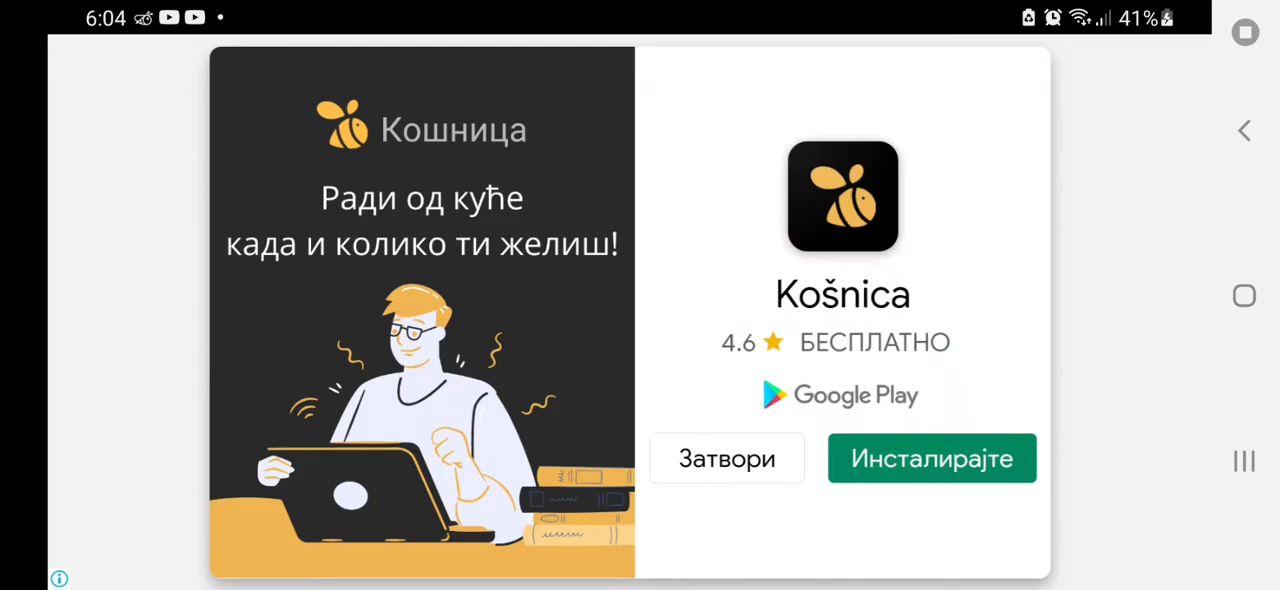 6:04
41%
Кошница
Ради од куће
када и колико ти желиш!
Košnica
4.6 БЕСПЛАТНО
Google Play
Затвори
Инсталирајте